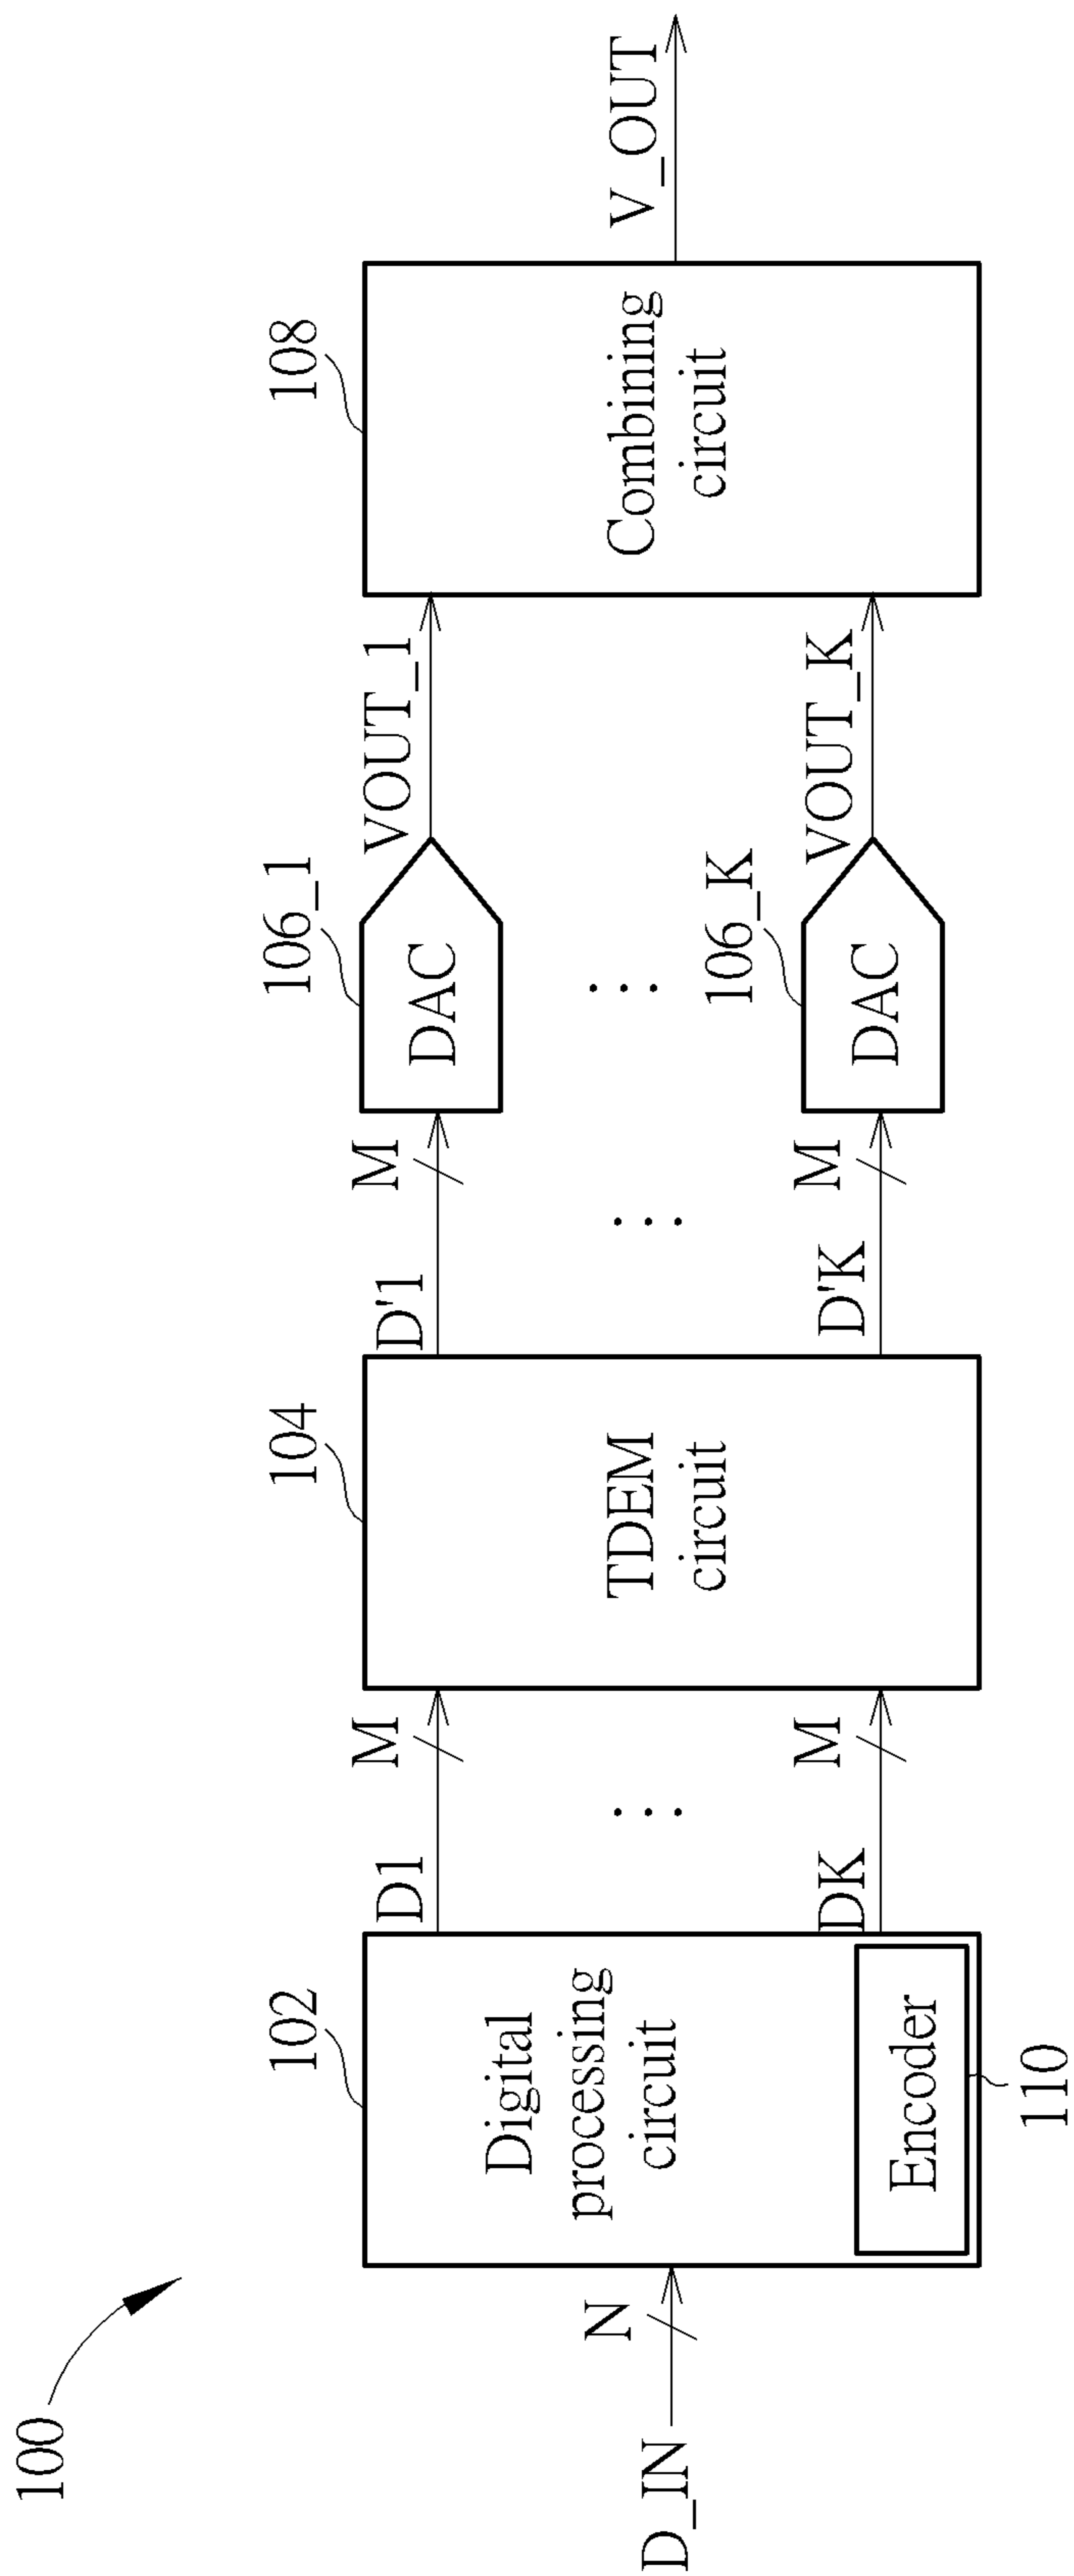 100
D_IN
N
102
Digital
processing
circuit
Encoder
110
D1
M
...
DK
M
104
TDEM
circuit
D'1
M
...
D'K
M
106_1
DAC
...
106_K
DAC
VOUT_1
VOUT_K
108
Combining
circuit
V_OUT